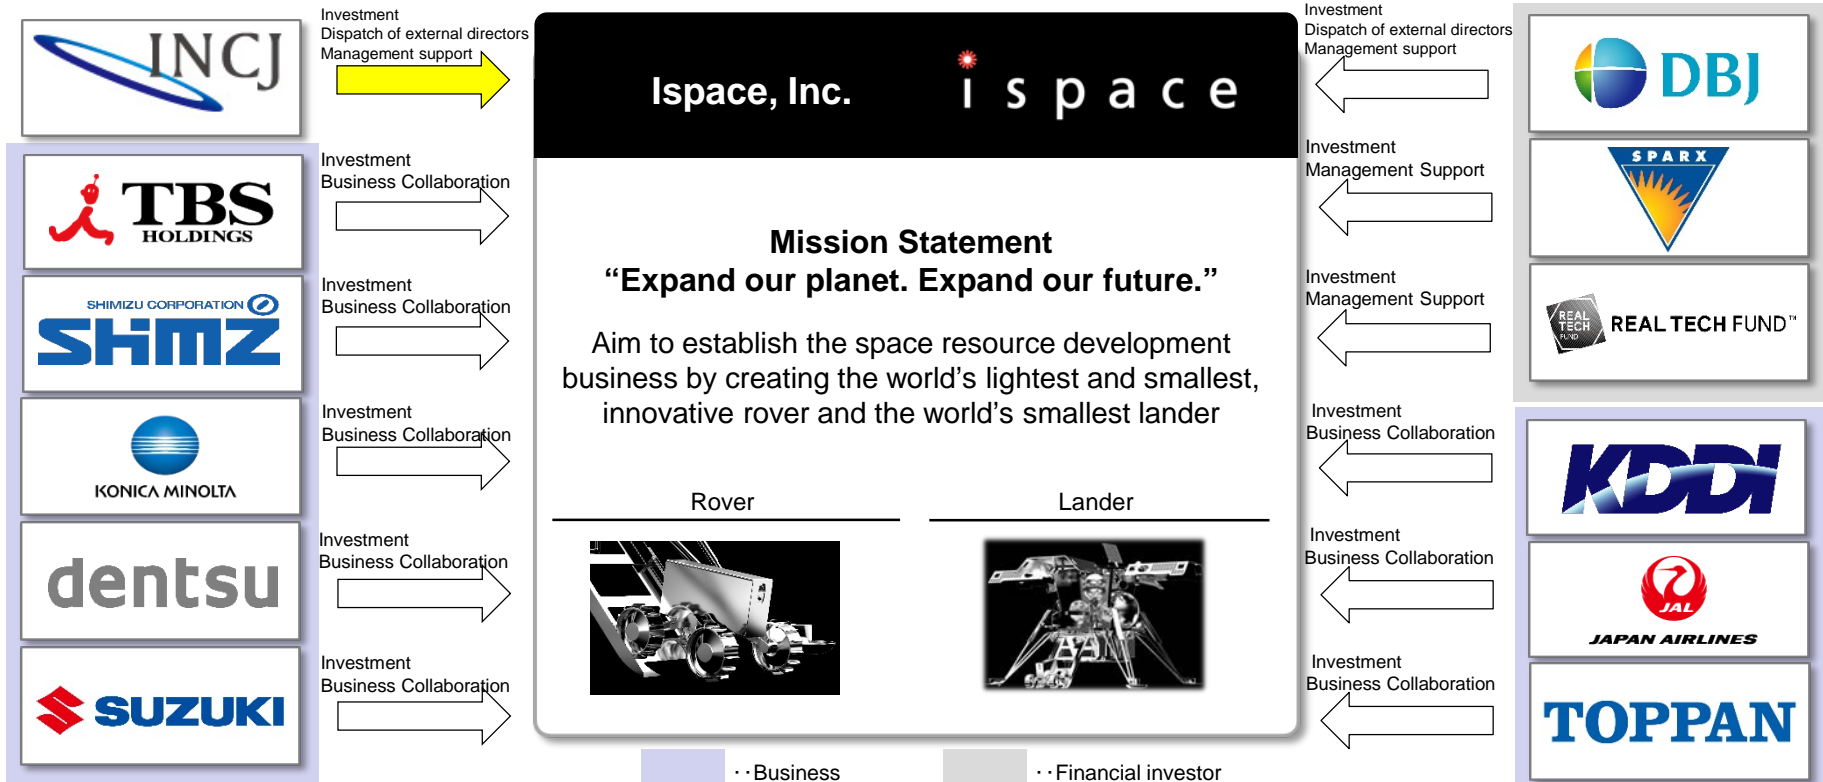 INCJ
Investment
Dispatch of external directors
Management support
TBS
HOLDINGS
Investment
Business Collaboration
SHIMIZU CORPORATION
SHIMZ
Investment
Business Collaboration
KONICA MINOLTA
Investment
Business Collaboration
dentsu
Investment
Business Collaboration
SUZUKI
Investment
Business Collaboration
Ispace, Inc.
ispace
Mission Statement
“Expand our planet. Expand our future.”
Aim to establish the space resource development
business by creating the world’s lightest and smallest,
innovative rover and the world’s smallest lander
Rover
Lander
Investment
Dispatch of external directors
Management support
DBJ
Investment
Management Support
SPARX
Investment
Management Support
REAL
TECH
FUND
REAL TECH FUND™
Investment
Business Collaboration
KDDI
Investment
Business Collaboration
JAL
JAPAN AIRLINES
Investment
Business Collaboration
TOPPAN
‥Business
‥Financial investor